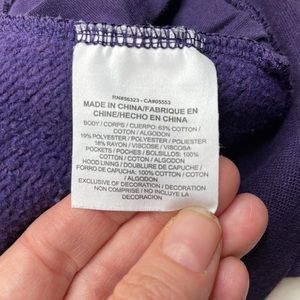 RN#56323 - CA#05553
MADE IN CHINA/FABRIQUE EN
CHINE/HECHO EN CHINA
BODY / CORPS / CUERPO: 63% COTTON /
COTON / ALGODON
19% POLYESTER / POLYESTER / POLIESTER
18% RAYON / VISCOSE / VISCOSA
POCKETS / POCHES / BOLSILLOS: 100%
COTTON / COTON / ALGODON
HOOD LINING / DOUBLURE DE CAPUCHE /
FORRO DE CAPUCHA: 100% COTTON / COTON
/ ALGODON
EXCLUSIVE OF DECORATION / DECORATION
NON COMPRISE / NO INCLUYE LA
DECORACION